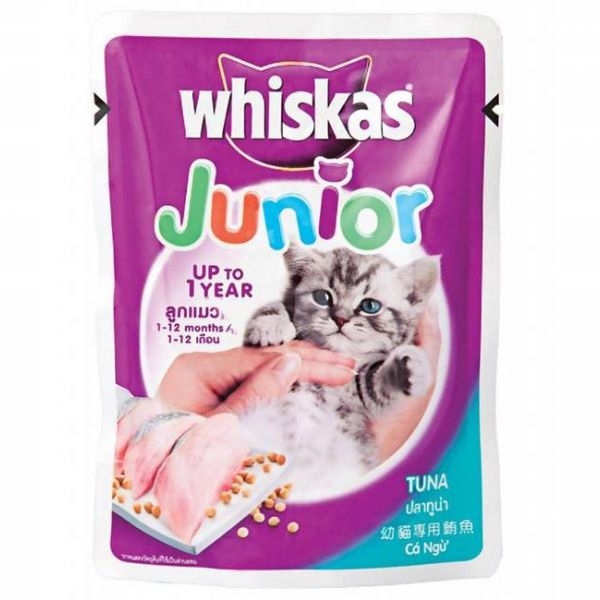 whiskas
Junior
UP TO
1 YEAR
ลูกแมว
1-12 months/
1-12 เดือน
TUNA
ปลาทูน่า
幼貓專用鮪魚
Cá Ngừ